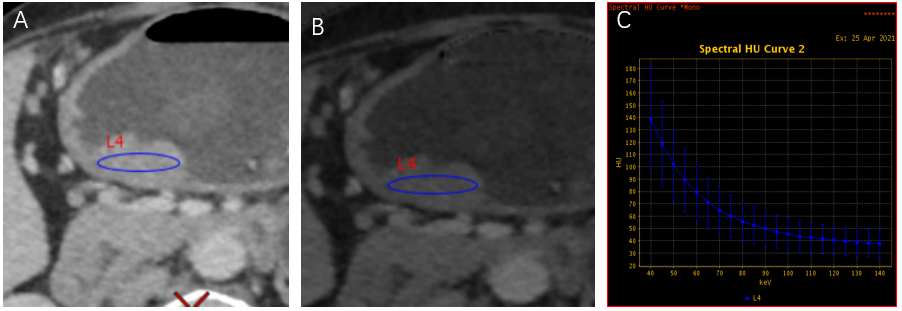 A
L4
B
L4
C
Spectral HU Curve *Mono
********
Ex: 25 Apr 2021
Spectral HU Curve 2
HU
180
170
160
150
140
130
120
110
100
90
80
70
60
50
40
30
20
40 50 60 70 80 90 100 110 120 130 140
keV
L4